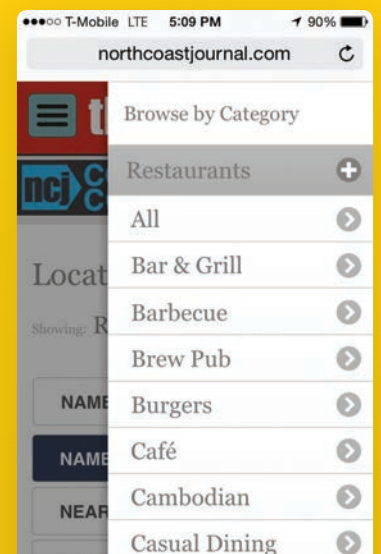 T-Mobile LTE 5:09 PM 90%
northcoastjournal.com
Browse by Category
Restaurants
ncj
All
Bar & Grill
Locat
Barbecue
Showing: R
Brew Pub
NAME
Burgers
Café
NAME
Cambodian
NEAR
Casual Dining